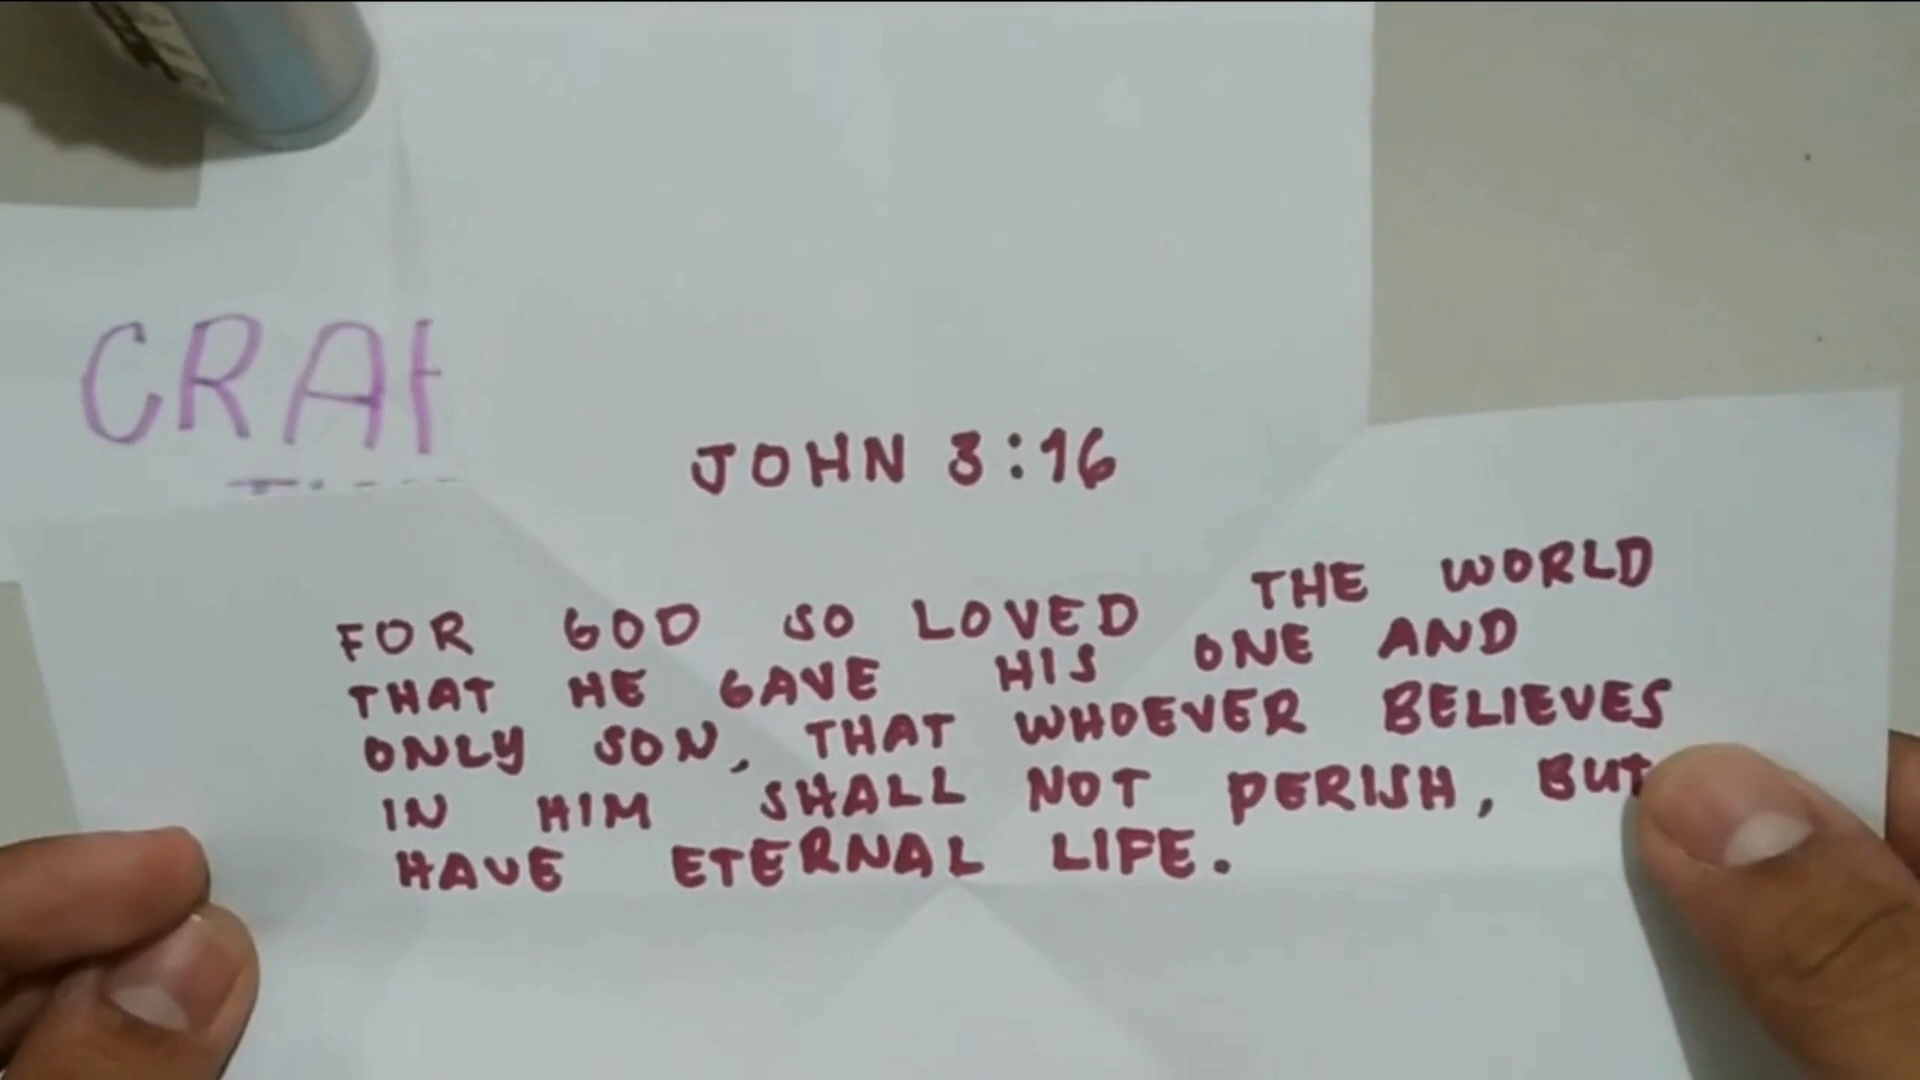 JOHN 3:16
FOR GOD SO LOVED THE WORLD
THAT HE GAVE HIS ONE AND
ONLY SON, THAT WHOEVER BELIEVES
IN HIM SHALL NOT PERISH, BUT
HAVE ETERNAL LIFE.